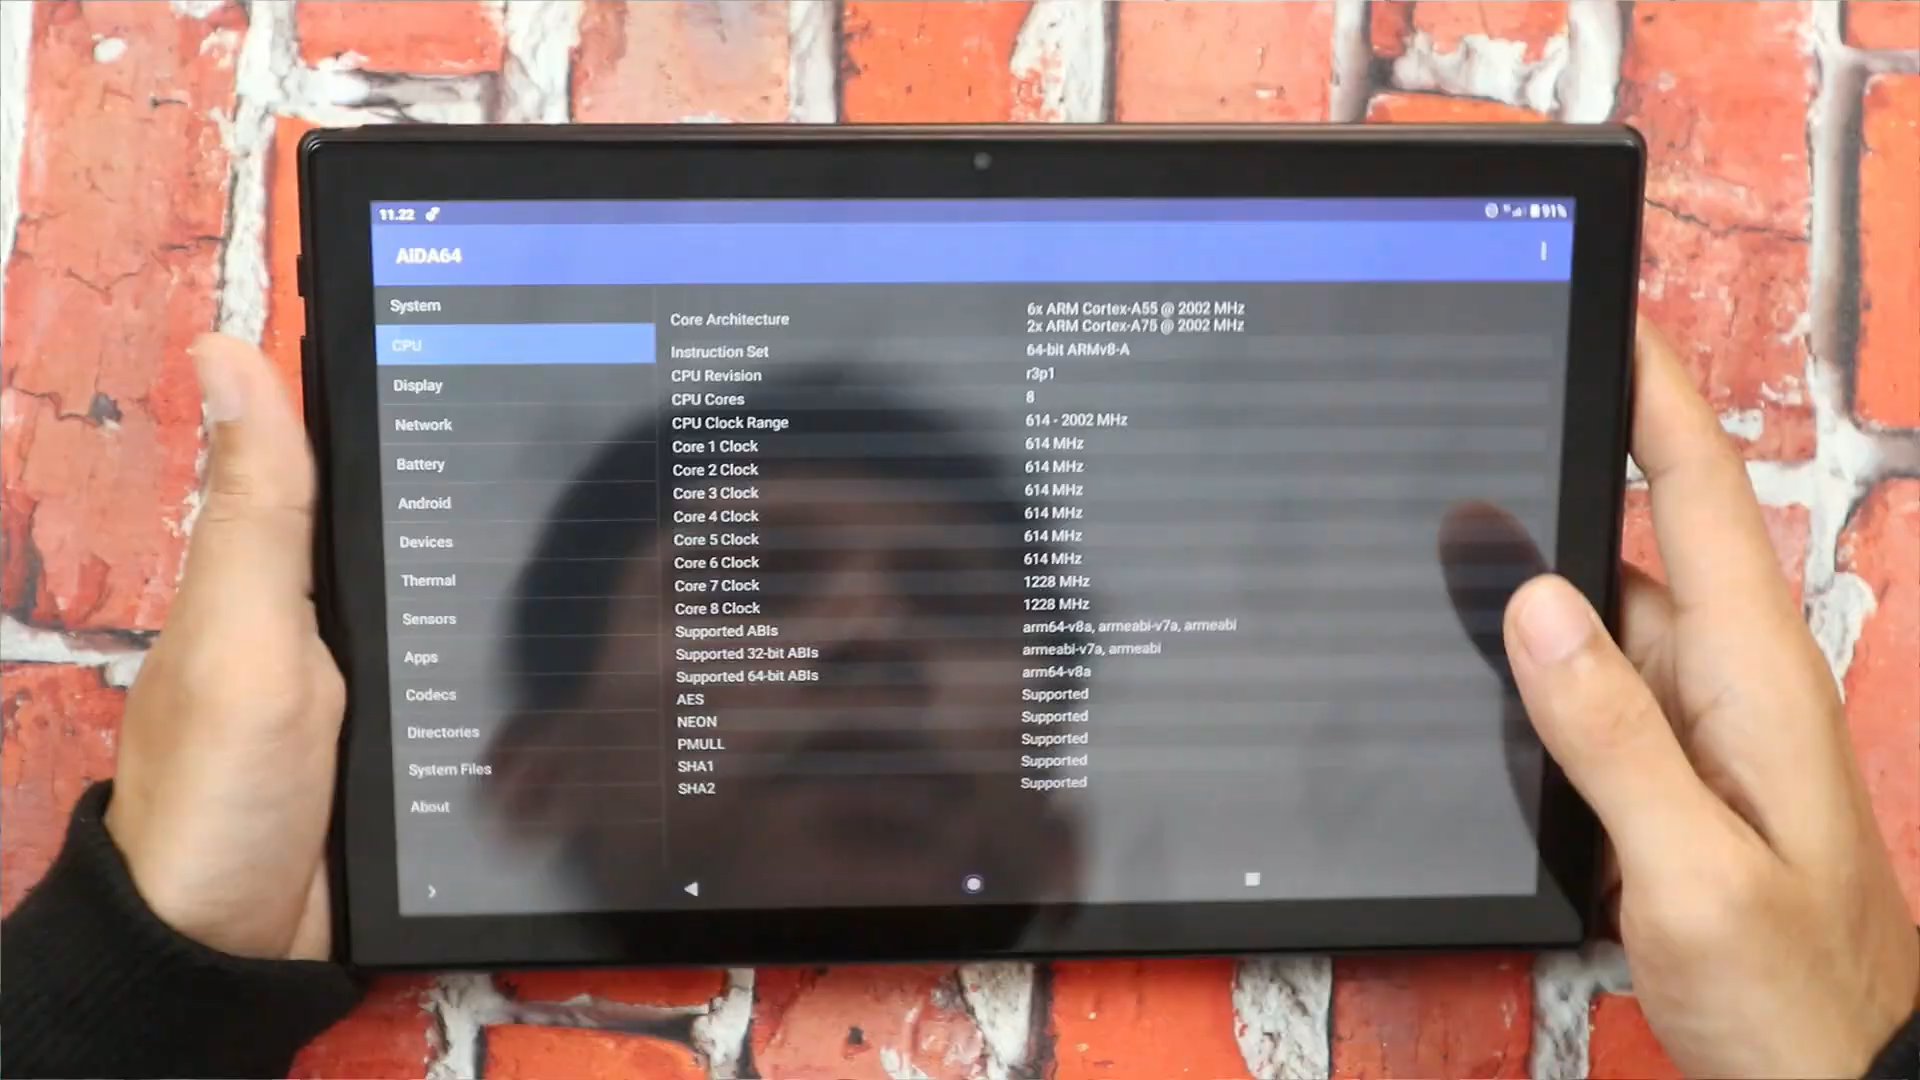 11.22
91%
AIDA64
System
CPU
Display
Network
Battery
Android
Devices
Thermal
Sensors
Apps
Codecs
Directories
System Files
About
Core Architecture 6x ARM Cortex-A55 @ 2002 MHz
2x ARM Cortex-A75 @ 2002 MHz
Instruction Set 64-bit ARMv8-A
CPU Revision r3p1
CPU Cores 8
CPU Clock Range 614 - 2002 MHz
Core 1 Clock 614 MHz
Core 2 Clock 614 MHz
Core 3 Clock 614 MHz
Core 4 Clock 614 MHz
Core 5 Clock 614 MHz
Core 6 Clock 614 MHz
Core 7 Clock 1228 MHz
Core 8 Clock 1228 MHz
Supported ABIs arm64-v8a, armeabi-v7a, armeabi
Supported 32-bit ABIs armeabi-v7a, armeabi
Supported 64-bit ABIs arm64-v8a
AES Supported
NEON Supported
PMULL Supported
SHA1 Supported
SHA2 Supported